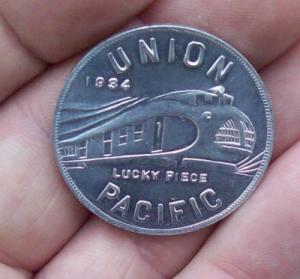 UNION
1934
LUCKY PIECE
PACIFIC